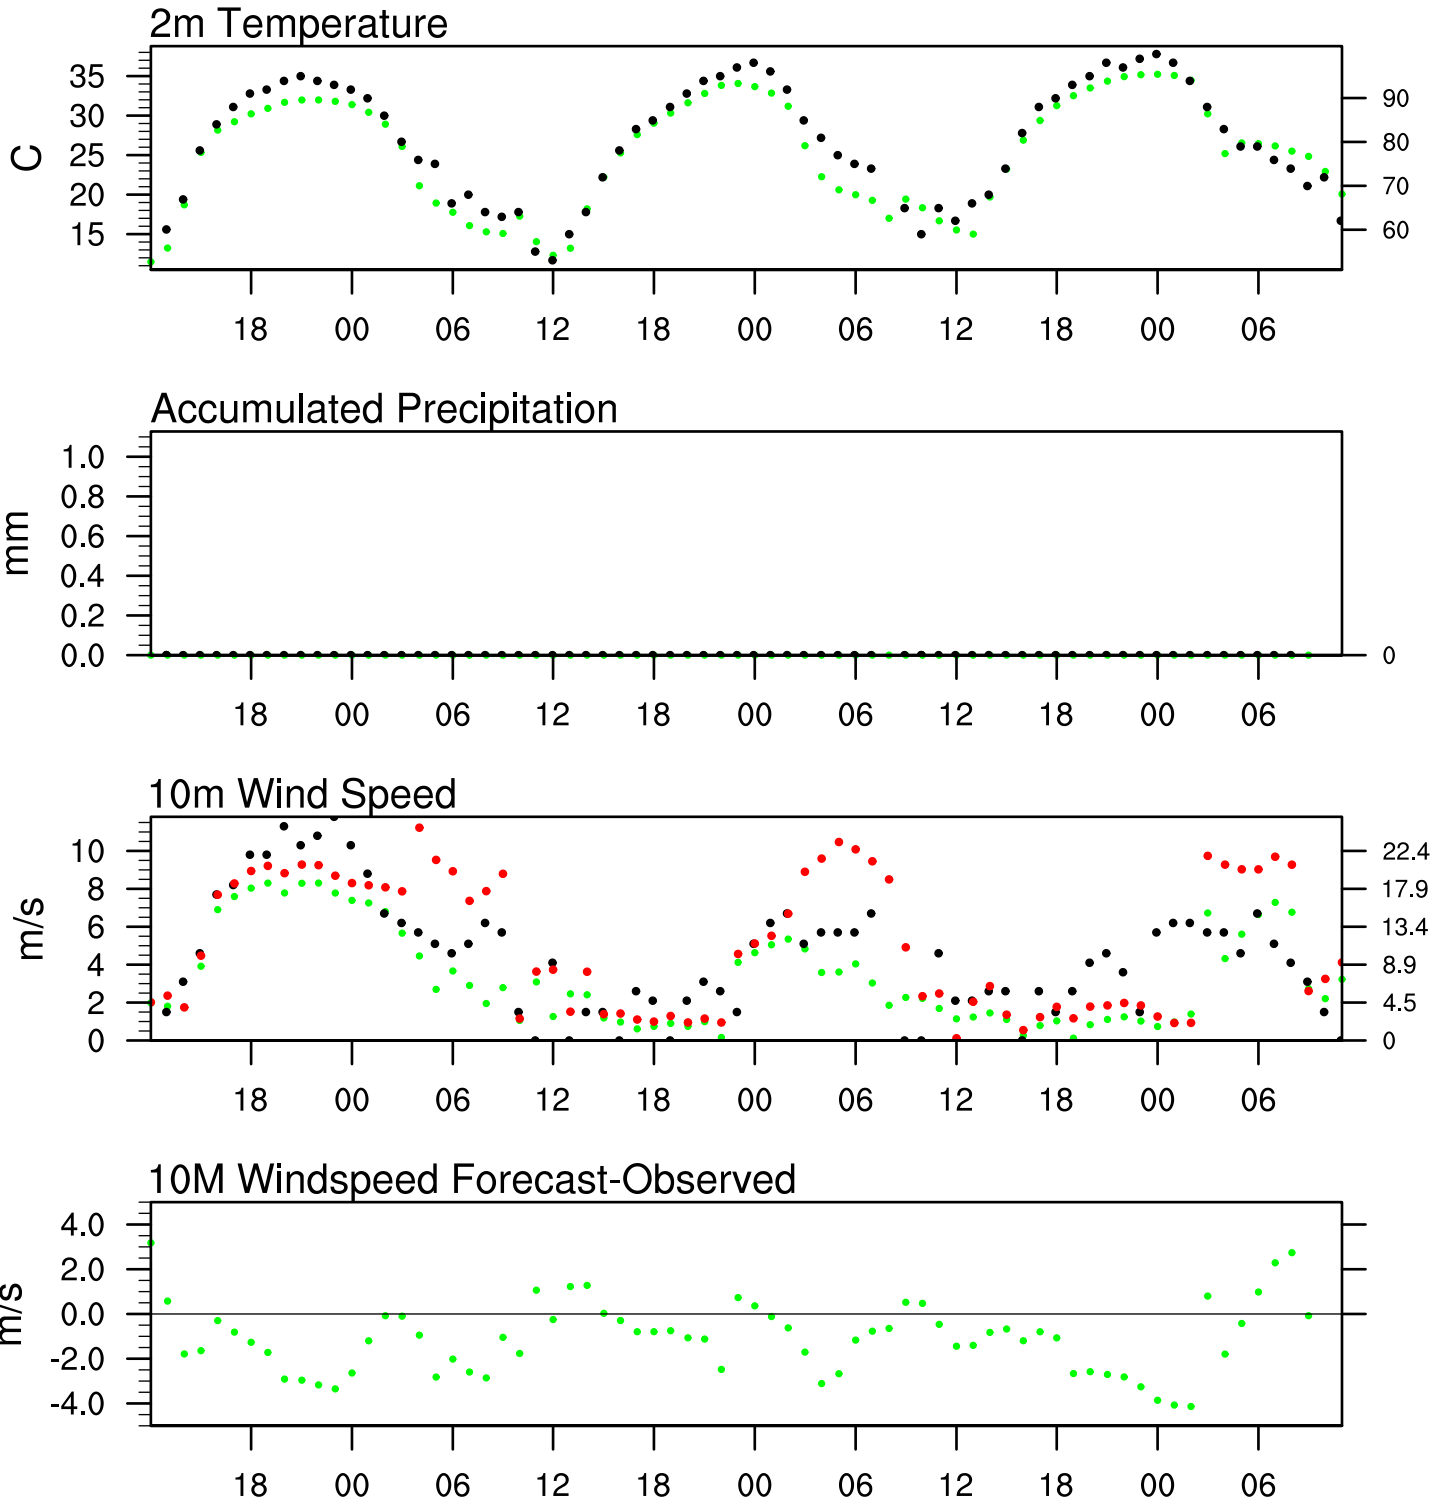 2m Temperature
C
35
30
25
20
15
90
80
70
60
18 00 06 12 18 00 06 12 18 00 06
Accumulated Precipitation
mm
1.0
0.8
0.6
0.4
0.2
0.0
0
18 00 06 12 18 00 06 12 18 00 06
10m Wind Speed
m/s
10
8
6
4
2
0
22.4
17.9
13.4
8.9
4.5
0
18 00 06 12 18 00 06 12 18 00 06
10M Windspeed Forecast-Observed
m/s
4.0
2.0
0.0
-2.0
-4.0
18 00 06 12 18 00 06 12 18 00 06